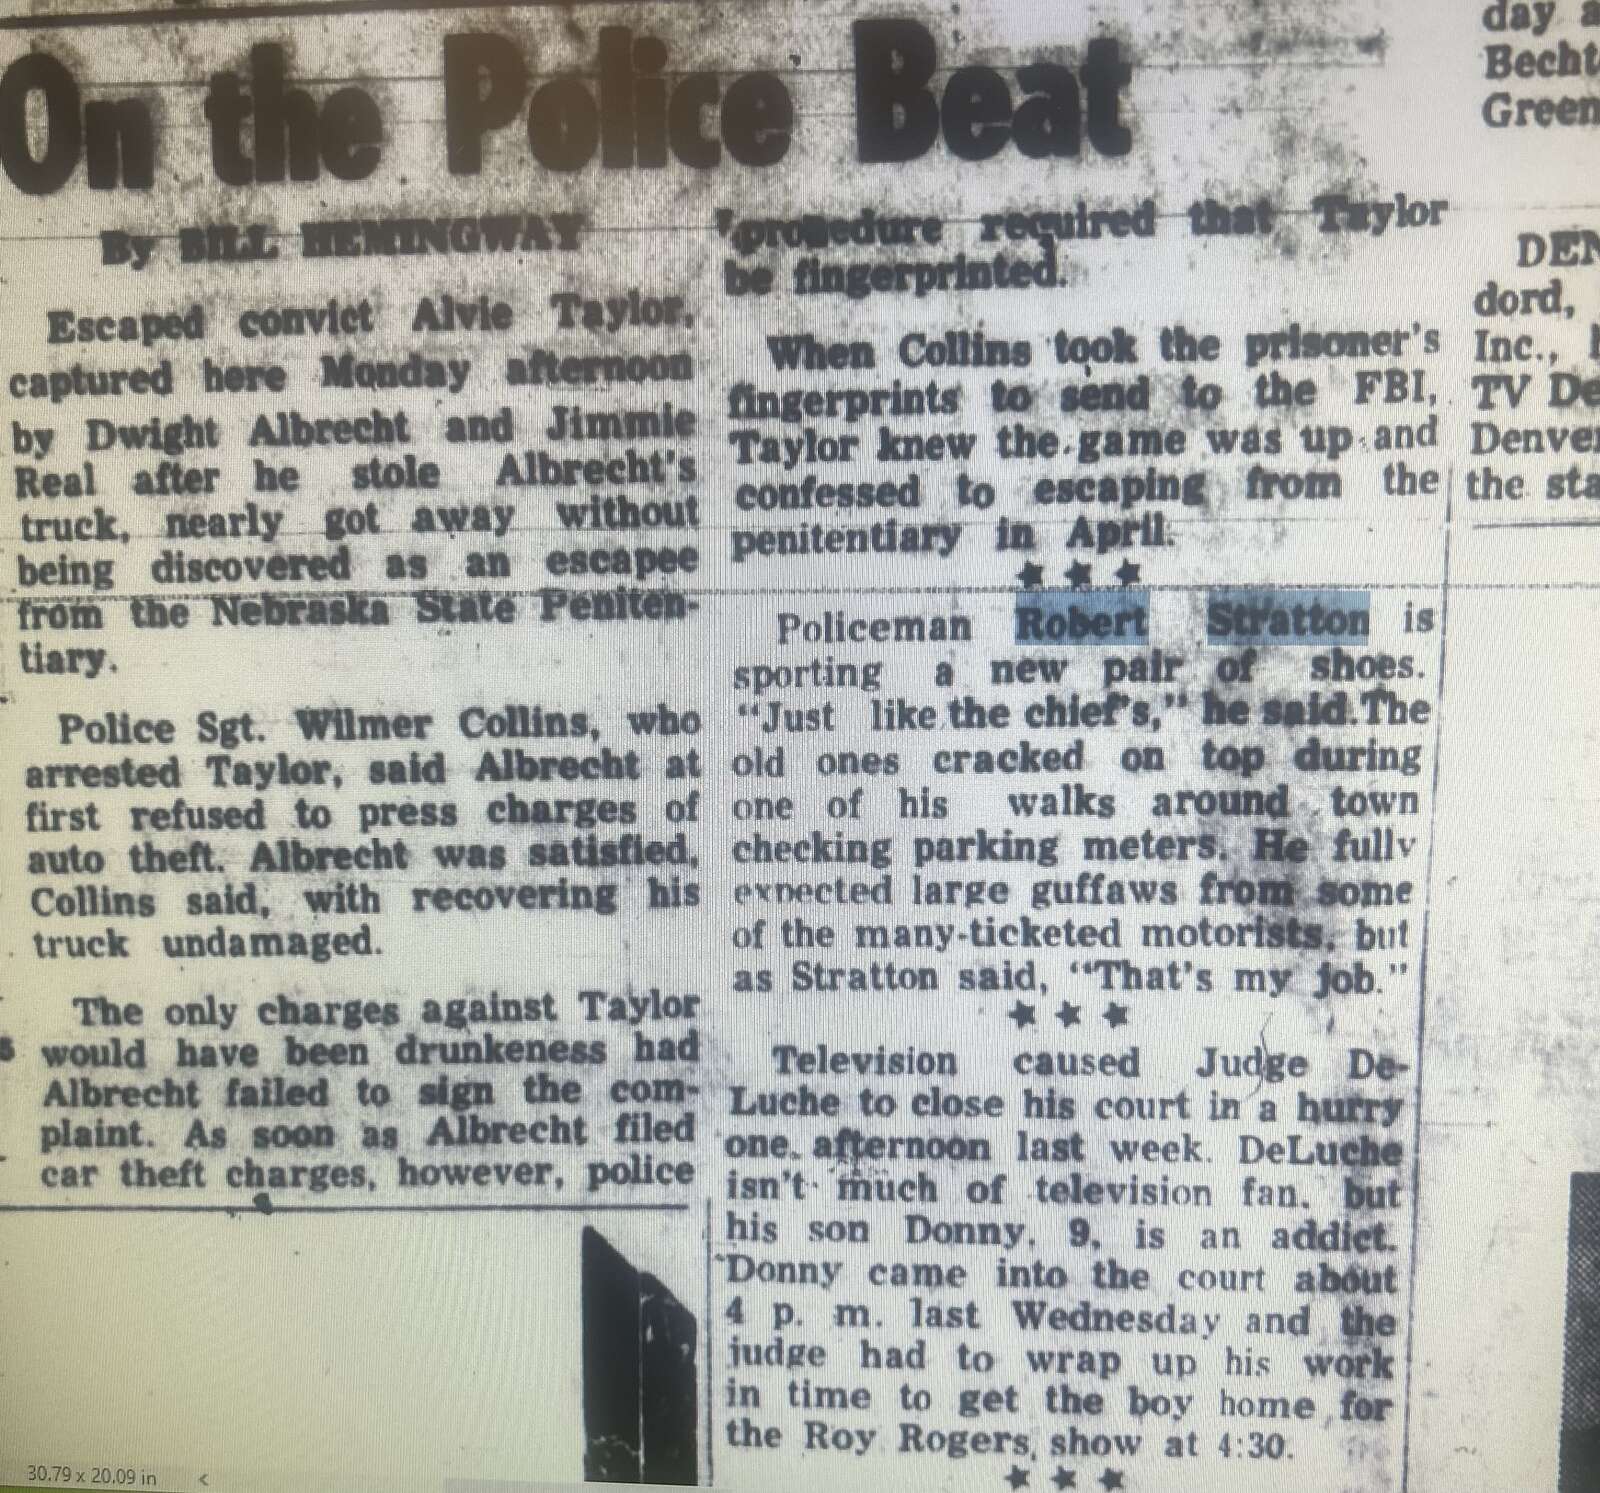 On the Police Beat
By BILL HEMINGWAY
Escaped convict Alvie Taylor,
captured here Monday afternoon
by Dwight Albrecht and Jimmie
Real after he stole Albrecht's
truck, nearly got away without
being discovered as an escapee
from the Nebraska State Peniten-
tiary.
Police Sgt. Wilmer Collins, who
arrested Taylor, said Albrecht at
first refused to press charges of
auto theft. Albrecht was satisfied,
Collins said, with recovering his
truck undamaged.
The only charges against Taylor
would have been drunkeness had
Albrecht failed to sign the com-
plaint. As soon as Albrecht filed
car theft charges, however, police
procedure required that Taylor
be fingerprinted.
When Collins took the prisoner's
fingerprints to send to the FBI,
Taylor knew the game was up and
confessed to escaping from the
penitentiary in April.
★ ★ ★
Policeman Robert Stratton is
sporting a new pair of shoes.
"Just like the chief's," he said. The
old ones cracked on top during
one of his walks around town
checking parking meters. He fully
expected large guffaws from some
of the many-ticketed motorists, but
as Stratton said, "That's my job."
★ ★ ★
Television caused Judge De-
Luche to close his court in a hurry
one afternoon last week. DeLuche
isn't much of television fan, but
his son Donny, 9, is an addict.
Donny came into the court about
4 p. m. last Wednesday and the
judge had to wrap up his work
in time to get the boy home for
the Roy Rogers show at 4:30.
★ ★ ★
day a
Becht
Green
DEN
dord,
Inc.,
TV De
Denver
the sta
30.79 x 20.09 in <